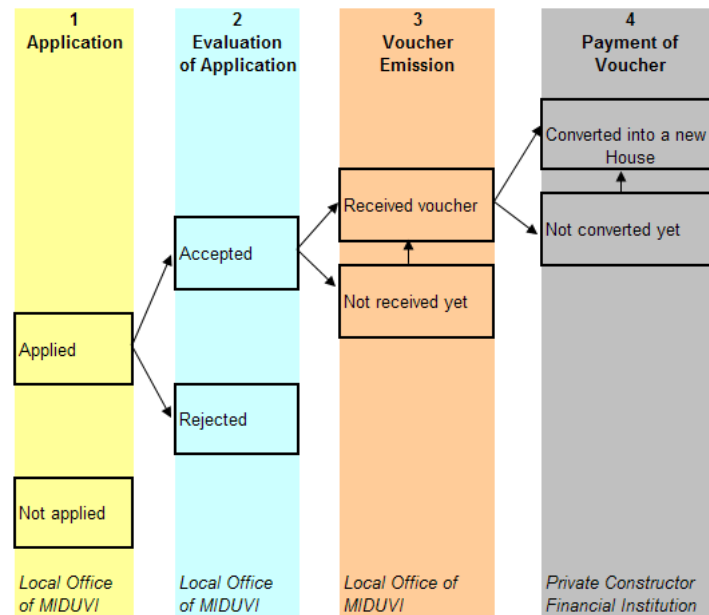 1
Application
2
Evaluation
of Application
3
Voucher
Emission
4
Payment of
Voucher
Converted into a new
House
Received voucher
Not converted yet
Accepted
Not received yet
Applied
Rejected
Not applied
Local Office
of MIDUVI
Local Office
of MIDUVI
Local Office of
MIDUVI
Private Constructor
Financial Institution